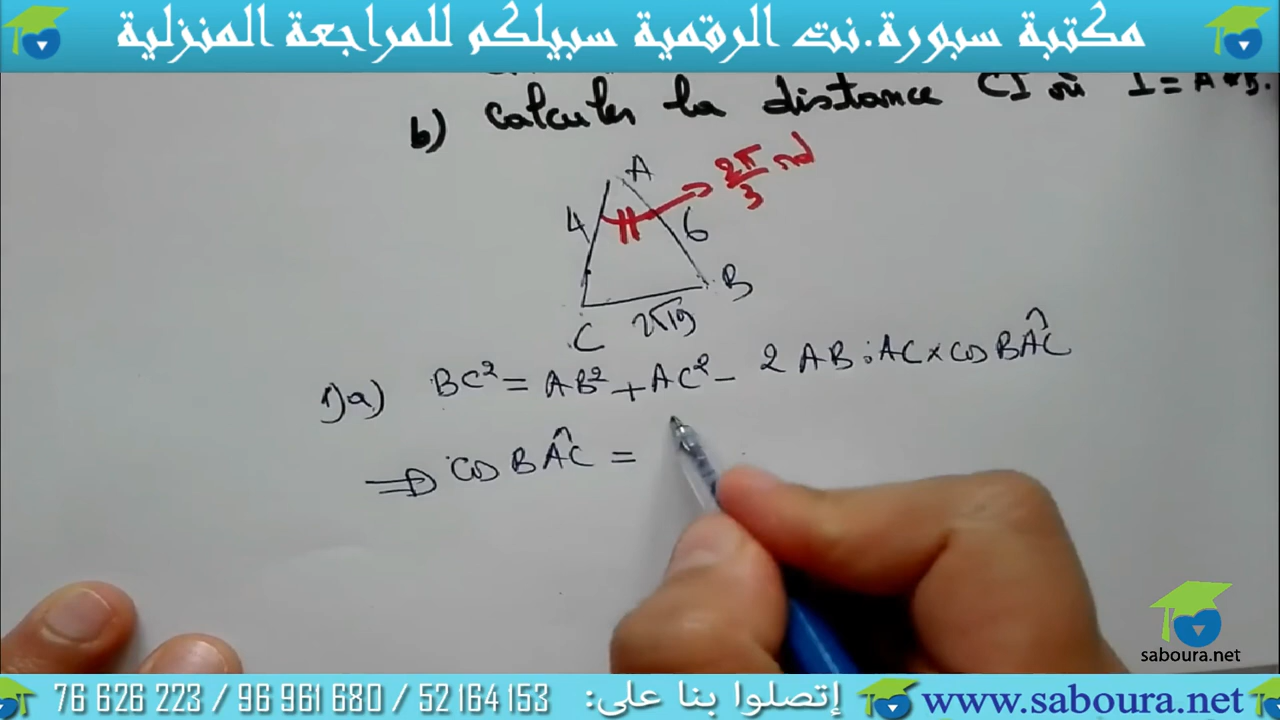 مكتبة سبورة.نت الرقمية سبيلكم للمراجعة المنزلية
b) calculer la distance CI où I = A * B.
A
2π/3 rd
4
6
B
C
2√19
1) a) BC² = AB² + AC² - 2 AB · AC × cos BÂC
⇒ cos BÂC =
saboura.net
76 626 223 / 96 961 680 / 52 164 153 إتصلوا بنا على: www.saboura.net